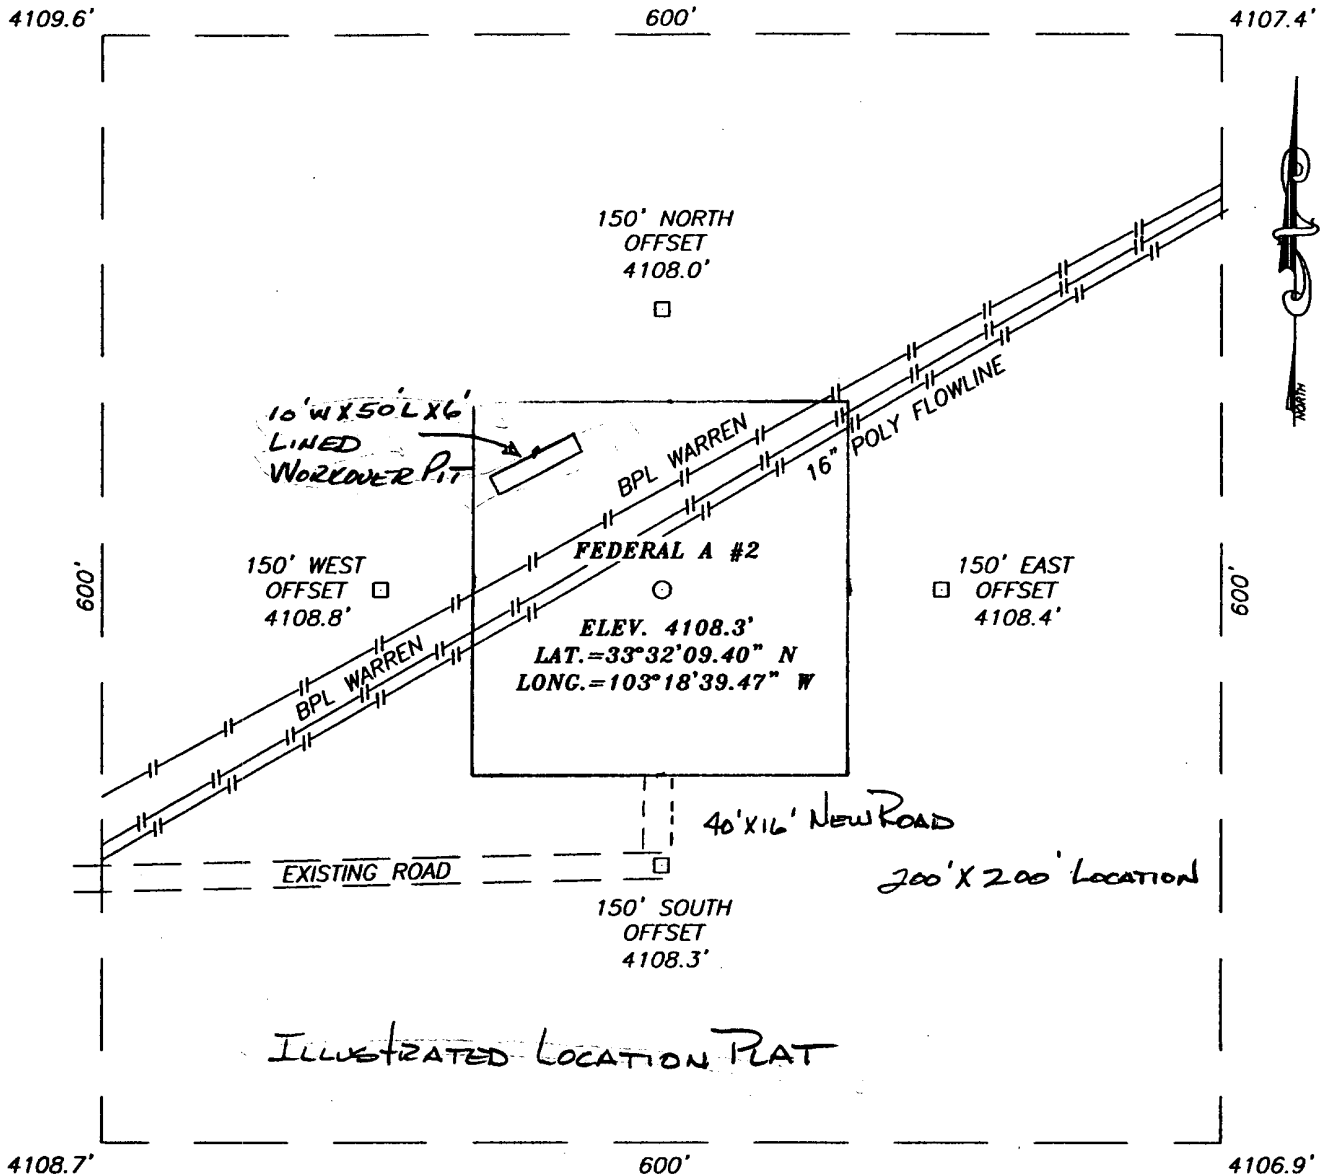 4109.6'
600'
4107.4'
150' NORTH
OFFSET
4108.0'
NORTH
10'W X 50'L X 6'
LINED
WORKOVER PIT
BPL WARREN
16" POLY FLOWLINE
FEDERAL A #2
600'
150' WEST
OFFSET
4108.8'
150' EAST
OFFSET
4108.4'
600'
ELEV. 4108.3'
LAT.=33°32'09.40" N
LONG.=103°18'39.47" W
BPL WARREN
40'X16' NEW ROAD
EXISTING ROAD
200'X200' LOCATION
150' SOUTH
OFFSET
4108.3'
ILLUSTRATED LOCATION PLAT
4108.7'
600'
4106.9'